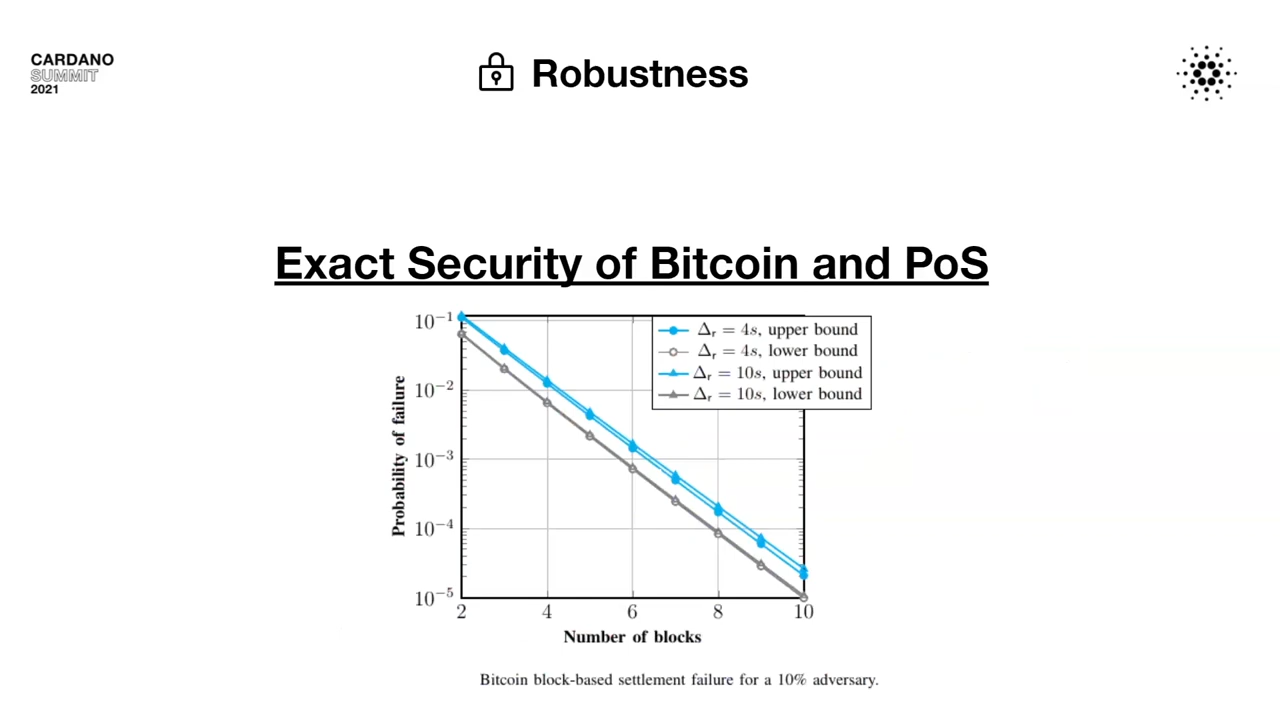 CARDANO
SUMMIT
2021
Robustness
Exact Security of Bitcoin and PoS
10⁻¹
10⁻²
10⁻³
10⁻⁴
10⁻⁵
Probability of failure
Δᵣ = 4s, upper bound
Δᵣ = 4s, lower bound
Δᵣ = 10s, upper bound
Δᵣ = 10s, lower bound
2 4 6 8 10
Number of blocks
Bitcoin block-based settlement failure for a 10% adversary.